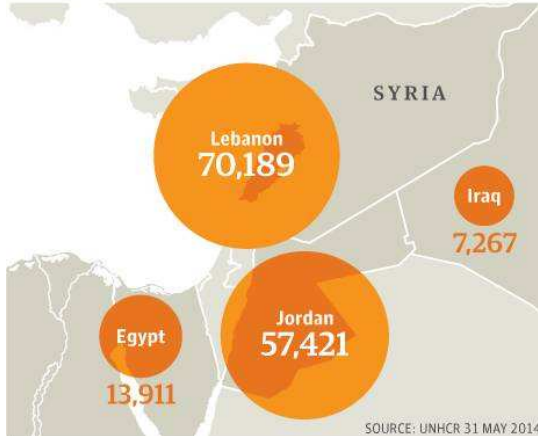 SYRIA
Lebanon
70,189
Iraq
7,267
Jordan
57,421
Egypt
13,911
SOURCE: UNHCR 31 MAY 2014